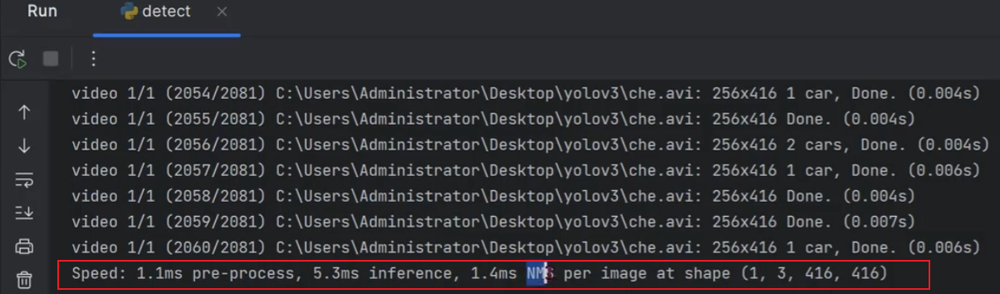 Run detect
video 1/1 (2054/2081) C:\Users\Administrator\Desktop\yolov3\che.avi: 256x416 1 car, Done. (0.004s)
video 1/1 (2055/2081) C:\Users\Administrator\Desktop\yolov3\che.avi: 256x416 Done. (0.004s)
video 1/1 (2056/2081) C:\Users\Administrator\Desktop\yolov3\che.avi: 256x416 2 cars, Done. (0.004s)
video 1/1 (2057/2081) C:\Users\Administrator\Desktop\yolov3\che.avi: 256x416 1 car, Done. (0.006s)
video 1/1 (2058/2081) C:\Users\Administrator\Desktop\yolov3\che.avi: 256x416 Done. (0.004s)
video 1/1 (2059/2081) C:\Users\Administrator\Desktop\yolov3\che.avi: 256x416 Done. (0.007s)
video 1/1 (2060/2081) C:\Users\Administrator\Desktop\yolov3\che.avi: 256x416 1 car, Done. (0.006s)
Speed: 1.1ms pre-process, 5.3ms inference, 1.4ms NMS per image at shape (1, 3, 416, 416)